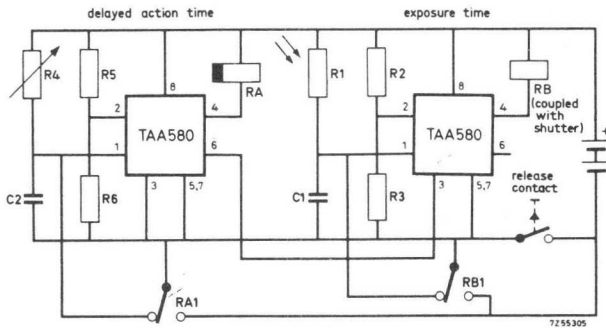 delayed action time
exposure time
R4
R5
8
RA
R1
R2
8
RB
(coupled
with
shutter)
2
4
2
4
TAA580
TAA580
1
6
1
6
+
C2
R6
3
5,7
C1
R3
3
5,7
release
contact
RA1
RB1
7Z55305